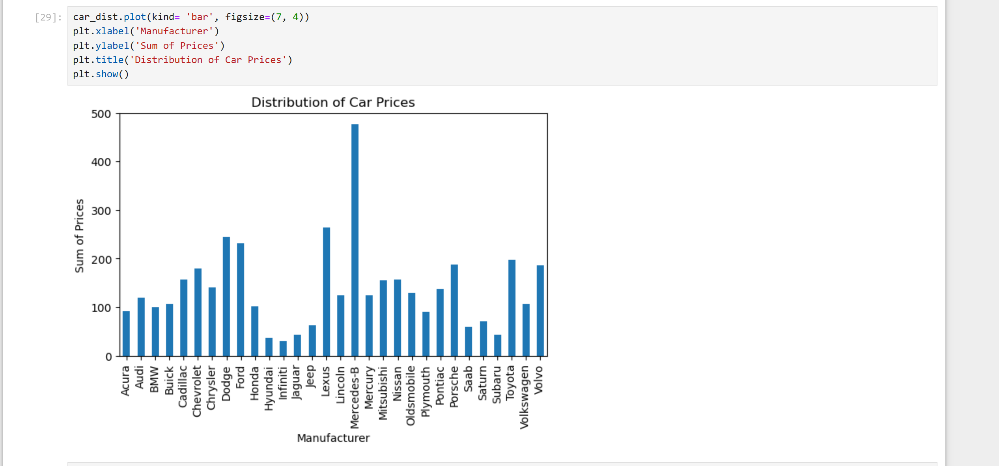 [29]: car_dist.plot(kind= 'bar', figsize=(7, 4))
plt.xlabel('Manufacturer')
plt.ylabel('Sum of Prices')
plt.title('Distribution of Car Prices')
plt.show()
Distribution of Car Prices
500
400
300
200
100
0
Sum of Prices
Acura
Audi
BMW
Buick
Cadillac
Chevrolet
Chrysler
Dodge
Ford
Honda
Hyundai
Infiniti
Jaguar
Jeep
Lexus
Lincoln
Mercedes-B
Mercury
Mitsubishi
Nissan
Oldsmobile
Plymouth
Pontiac
Porsche
Saab
Saturn
Subaru
Toyota
Volkswagen
Volvo
Manufacturer